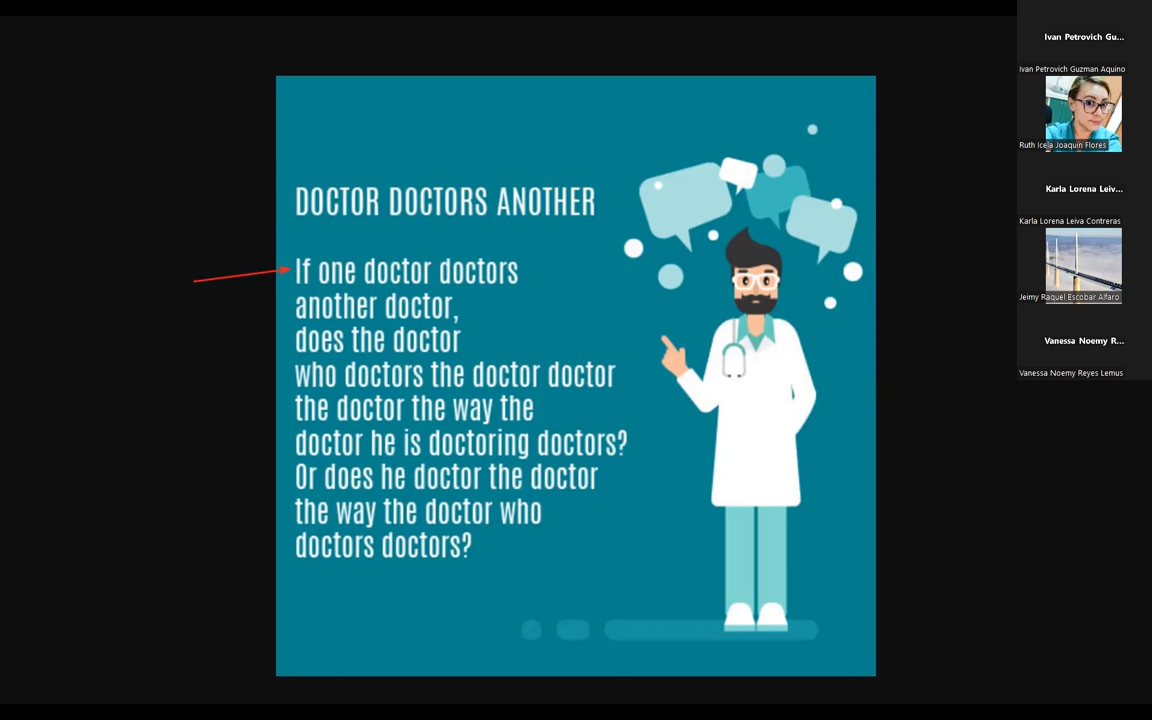 DOCTOR DOCTORS ANOTHER
If one doctor doctors
another doctor,
does the doctor
who doctors the doctor doctor
the doctor the way the
doctor he is doctoring doctors?
Or does he doctor the doctor
the way the doctor who
doctors doctors?
Ivan Petrovich Gu...
Ivan Petrovich Guzman Aquino
Ruth Icela Joaquín Flores
Karla Lorena Leiv...
Karla Lorena Leiva Contreras
Jeimy Raquel Escobar Alfaro
Vanessa Noemy R...
Vanessa Noemy Reyes Lemus